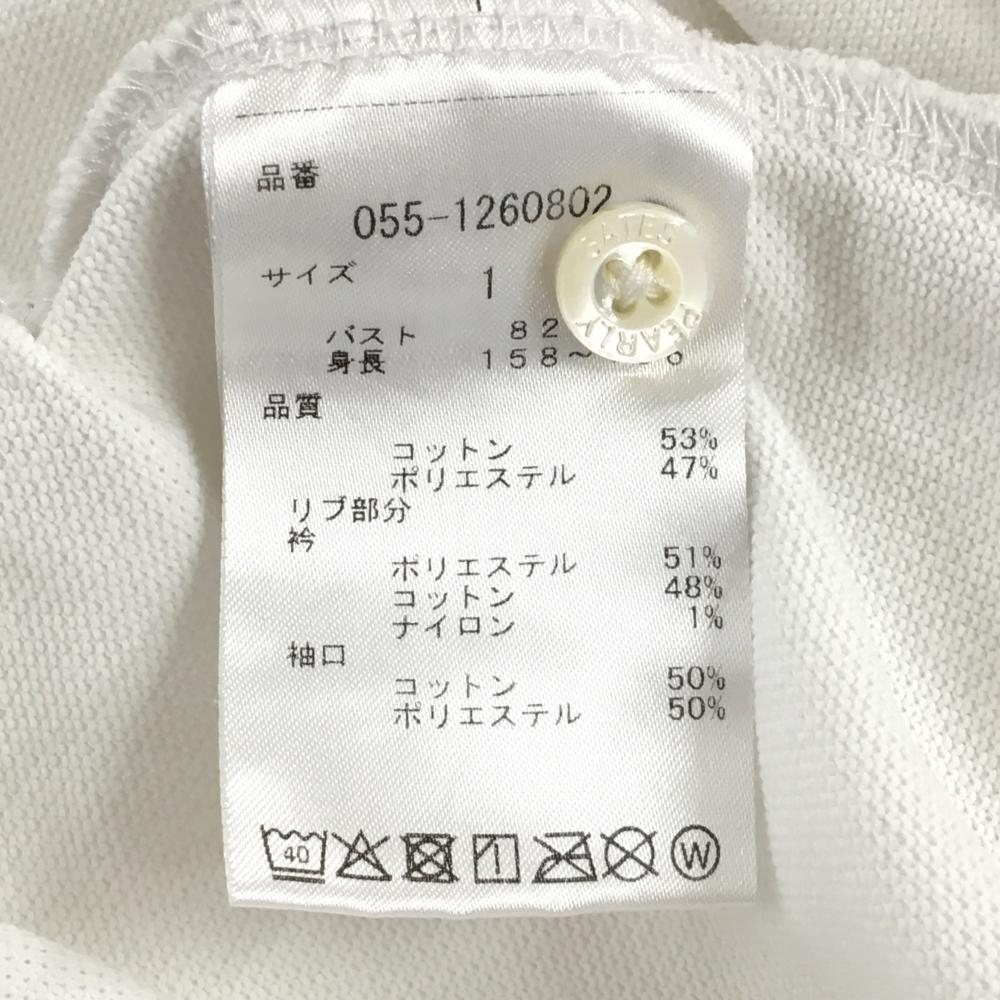 品番
055-1260802
サイズ 1
バスト 82
身長 158~
品質
コットン 53%
ポリエステル 47%
リブ部分
衿
ポリエステル 51%
コットン 48%
ナイロン 1%
袖口
コットン 50%
ポリエステル 50%
40
W
GATES
PEARLY